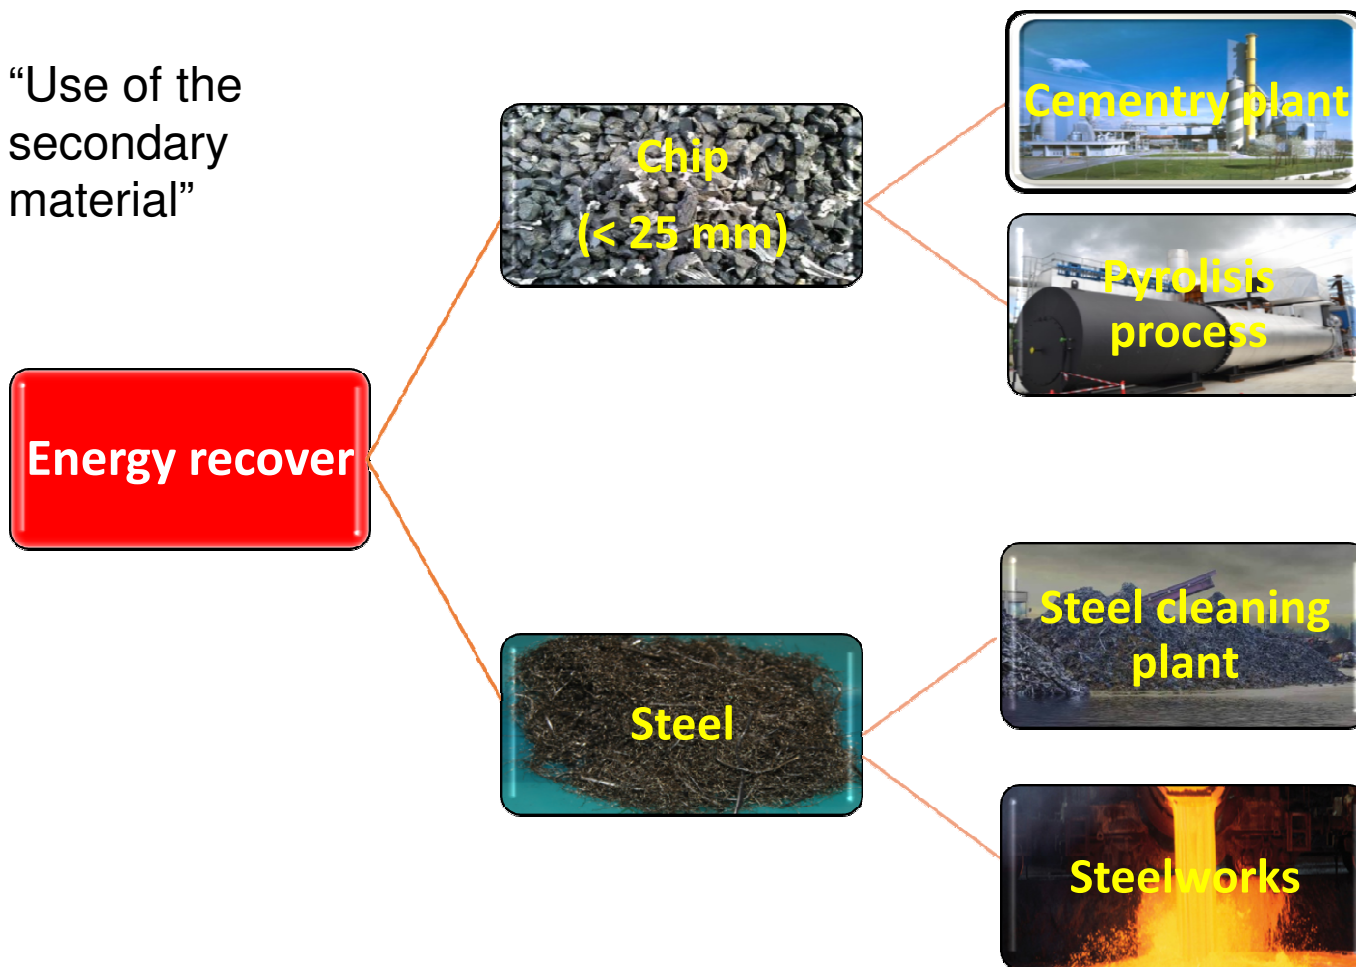 “Use of the
secondary
material”
Energy recover
Chip
(< 25 mm)
Cementry plant
Pyrolisis
process
Steel
Steel cleaning
plant
Steelworks